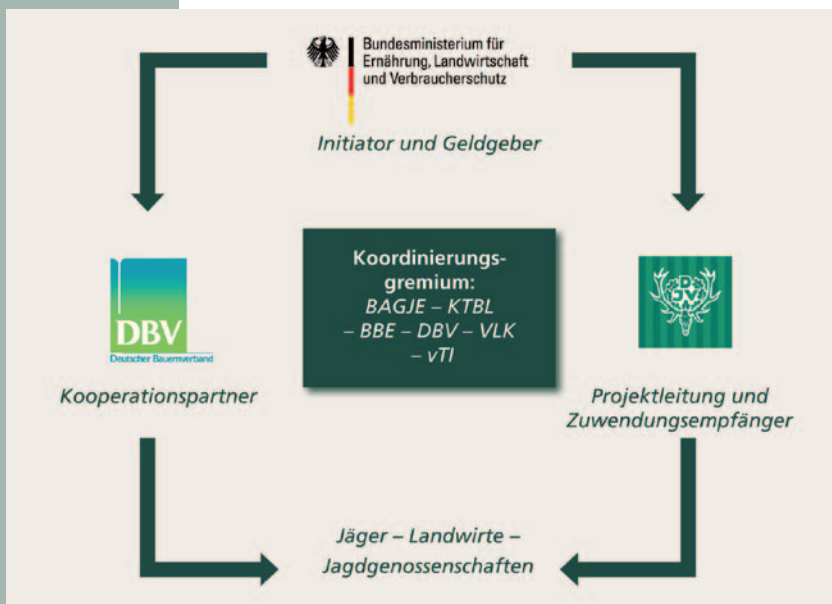 Bundesministerium für
Ernährung, Landwirtschaft
und Verbraucherschutz
Initiator und Geldgeber
Koordinierungs-
gremium:
BAGJE – KTBL
– BBE – DBV – VLK
– vTI
DBV
Deutscher Bauernverband
Kooperationspartner
DJV
Projektleitung und
Zuwendungsempfänger
Jäger – Landwirte –
Jagdgenossenschaften